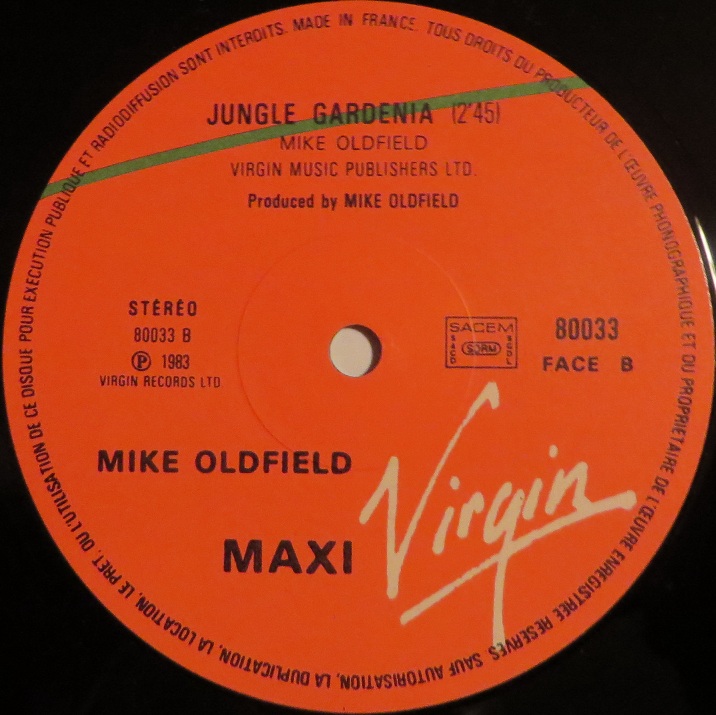 TOUS DROITS DU PRODUCTEUR DE L'ŒUVRE PHONOGRAPHIQUE ET DU PROPRIETAIRE DE L'ŒUVRE ENREGISTREE RESERVES. SAUF AUTORISATION, LA DUPLICATION, LA LOCATION, LE PRET, OU L'UTILISATION DE CE DISQUE POUR EXECUTION PUBLIQUE ET RADIODIFFUSION SONT INTERDITS. MADE IN FRANCE.
JUNGLE GARDENIA (2'45)
MIKE OLDFIELD
VIRGIN MUSIC PUBLISHERS LTD.
Produced by MIKE OLDFIELD
STÉRÉO
80033 B
Ⓟ 1983
VIRGIN RECORDS LTD
SACEM
SACD
SDRM
SGDL
80033
FACE B
MIKE OLDFIELD
MAXI
Virgin